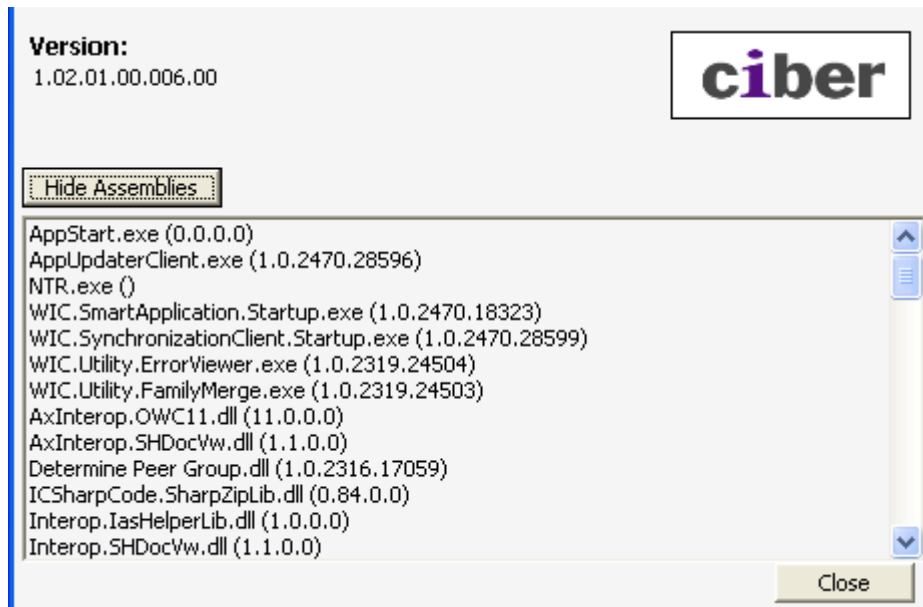 Version:
1.02.01.00.006.00
ciber
Hide Assemblies
AppStart.exe (0.0.0.0)
AppUpdaterClient.exe (1.0.2470.28596)
NTR.exe ()
WIC.SmartApplication.Startup.exe (1.0.2470.18323)
WIC.SynchronizationClient.Startup.exe (1.0.2470.28599)
WIC.Utility.ErrorViewer.exe (1.0.2319.24504)
WIC.Utility.FamilyMerge.exe (1.0.2319.24503)
AxInterop.OWC11.dll (11.0.0.0)
AxInterop.SHDocVw.dll (1.1.0.0)
Determine Peer Group.dll (1.0.2316.17059)
ICSharpCode.SharpZipLib.dll (0.84.0.0)
Interop.IasHelperLib.dll (1.0.0.0)
Interop.SHDocVw.dll (1.1.0.0)
Close